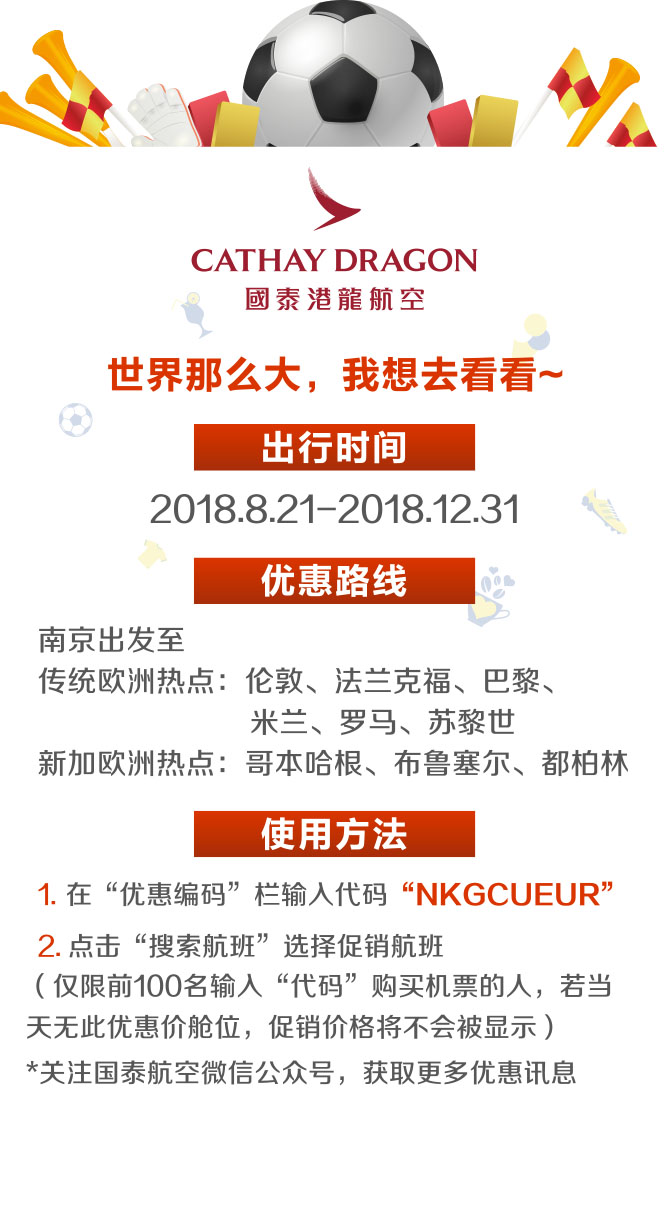 CATHAY DRAGON
國泰港龍航空
世界那么大，我想去看看~
出行时间
2018.8.21-2018.12.31
优惠路线
南京出发至
传统欧洲热点：伦敦、法兰克福、巴黎、
米兰、罗马、苏黎世
新加欧洲热点：哥本哈根、布鲁塞尔、都柏林
使用方法
1. 在“优惠编码”栏输入代码“NKGCUEUR”
2. 点击“搜索航班”选择促销航班
（仅限前100名输入“代码”购买机票的人，若当
天无此优惠价舱位，促销价格将不会被显示）
*关注国泰航空微信公众号，获取更多优惠讯息